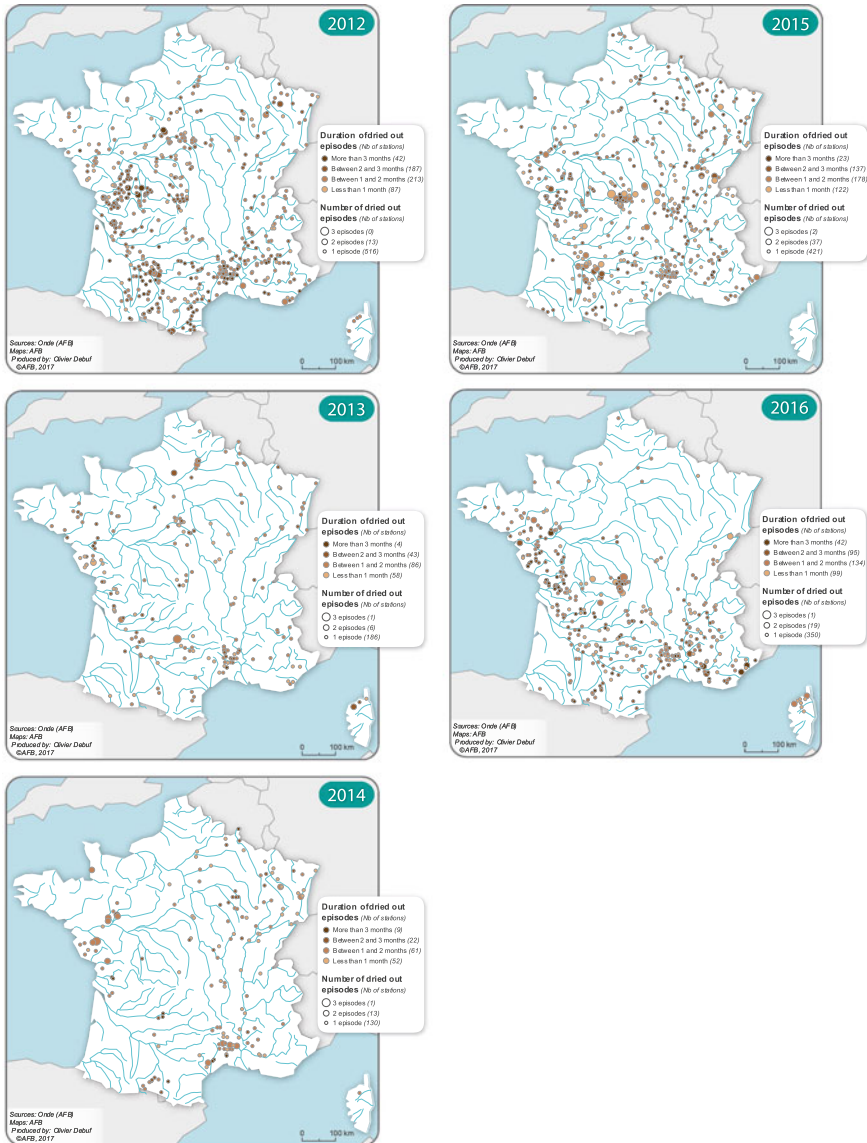 2012
Duration of dried out
episodes (Nb of stations)
More than 3 months (42)
Between 2 and 3 months (187)
Between 1 and 2 months (213)
Less than 1 month (87)
Number of dried out
episodes (Nb of stations)
3 episodes (0)
2 episodes (13)
1 episode (516)
Sources: Onde (AFB)
Maps: AFB
Produced by: Olivier Debuf
©AFB, 2017
0 100 km
2015
Duration of dried out
episodes (Nb of stations)
More than 3 months (23)
Between 2 and 3 months (137)
Between 1 and 2 months (178)
Less than 1 month (122)
Number of dried out
episodes (Nb of stations)
3 episodes (2)
2 episodes (37)
1 episode (421)
Sources: Onde (AFB)
Maps: AFB
Produced by: Olivier Debuf
©AFB, 2017
0 100 km
2013
Duration of dried out
episodes (Nb of stations)
More than 3 months (4)
Between 2 and 3 months (43)
Between 1 and 2 months (86)
Less than 1 month (58)
Number of dried out
episodes (Nb of stations)
3 episodes (1)
2 episodes (6)
1 episode (186)
Sources: Onde (AFB)
Maps: AFB
Produced by: Olivier Debuf
©AFB, 2017
0 100 km
2016
Duration of dried out
episodes (Nb of stations)
More than 3 months (42)
Between 2 and 3 months (95)
Between 1 and 2 months (134)
Less than 1 month (99)
Number of dried out
episodes (Nb of stations)
3 episodes (1)
2 episodes (19)
1 episode (350)
Sources: Onde (AFB)
Maps: AFB
Produced by: Olivier Debuf
©AFB, 2017
0 100 km
2014
Duration of dried out
episodes (Nb of stations)
More than 3 months (9)
Between 2 and 3 months (22)
Between 1 and 2 months (61)
Less than 1 month (52)
Number of dried out
episodes (Nb of stations)
3 episodes (1)
2 episodes (13)
1 episode (130)
Sources: Onde (AFB)
Maps: AFB
Produced by: Olivier Debuf
©AFB, 2017
0 100 km